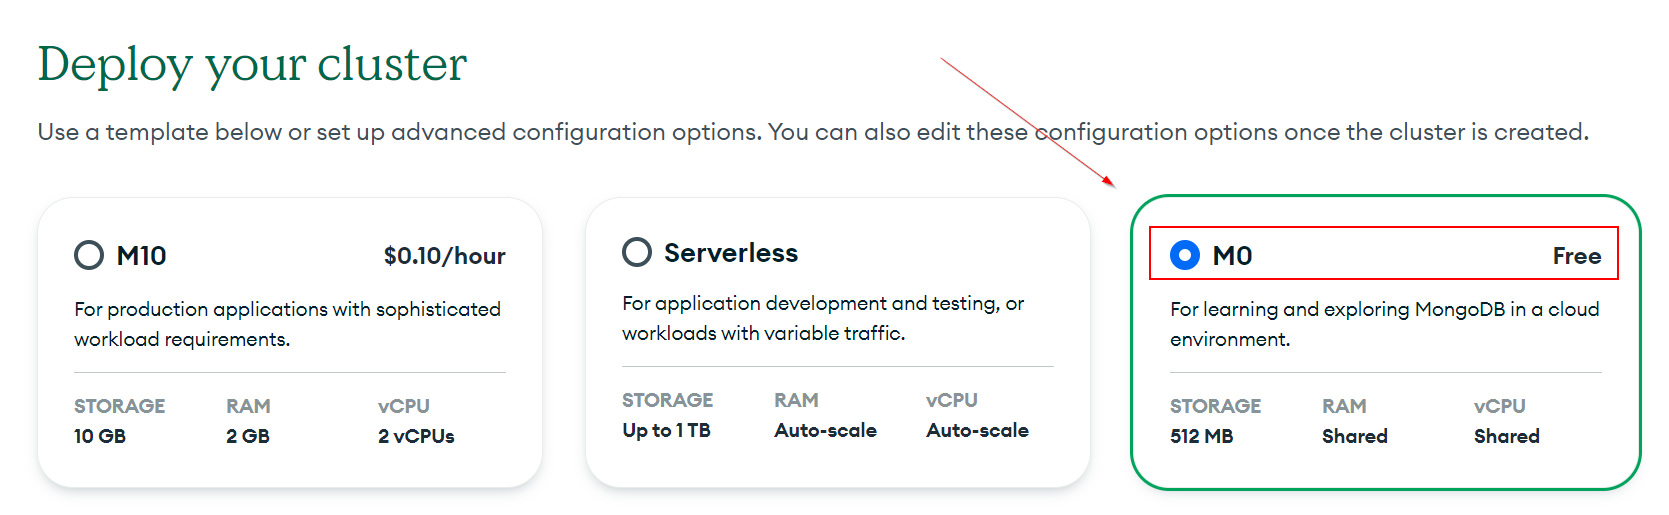 Deploy your cluster
Use a template below or set up advanced configuration options. You can also edit these configuration options once the cluster is created.
M10 $0.10/hour
For production applications with sophisticated
workload requirements.
STORAGE RAM vCPU
10 GB 2 GB 2 vCPUs
Serverless
For application development and testing, or
workloads with variable traffic.
STORAGE RAM vCPU
Up to 1 TB Auto-scale Auto-scale
M0 Free
For learning and exploring MongoDB in a cloud
environment.
STORAGE RAM vCPU
512 MB Shared Shared